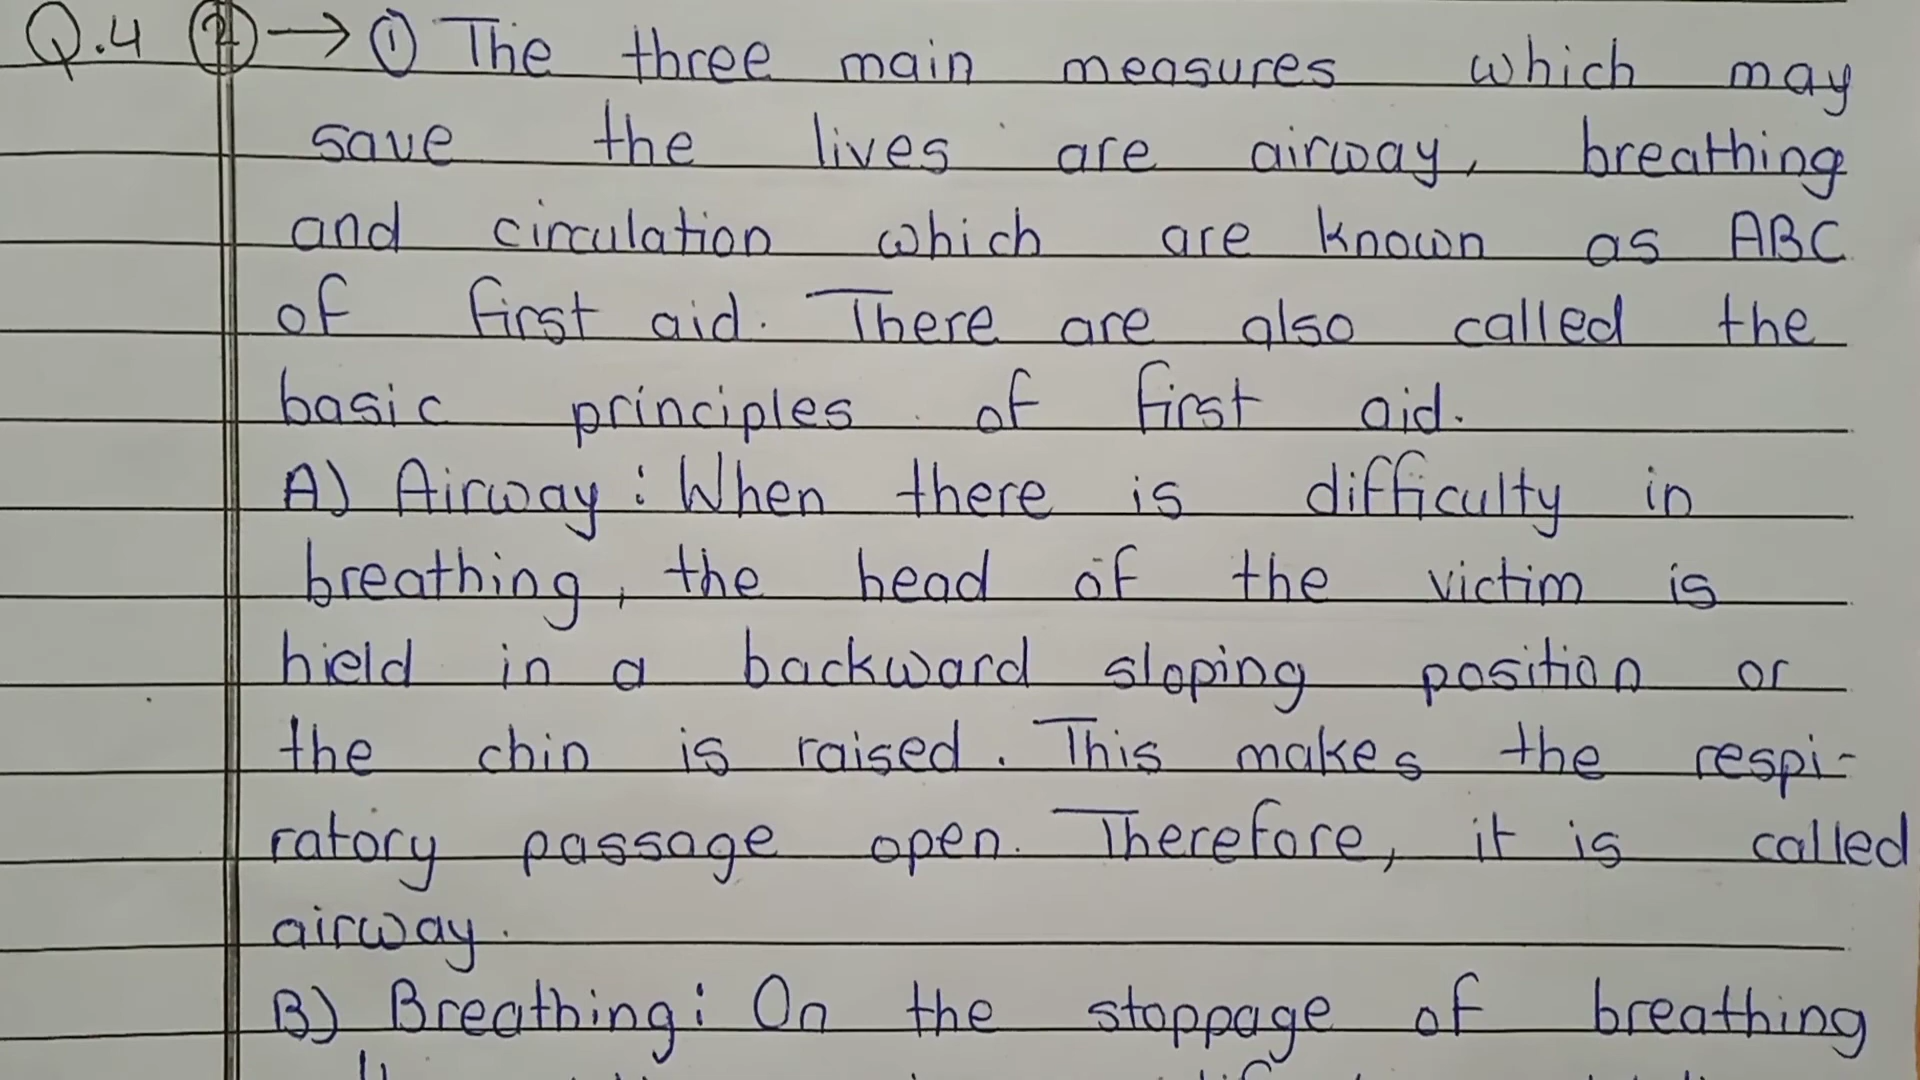 Q.4 2 → ① The three main measures which may
save the lives are airway, breathing
and circulation which are known as ABC
of first aid. There are also called the
basic principles of first aid.
A) Airway : When there is difficulty in
breathing, the head of the victim is
hield in a backward sloping position or
the chin is raised. This makes the respi-
ratory passage open. Therefore, it is called
airway.
B) Breathing : On the stoppage of breathing